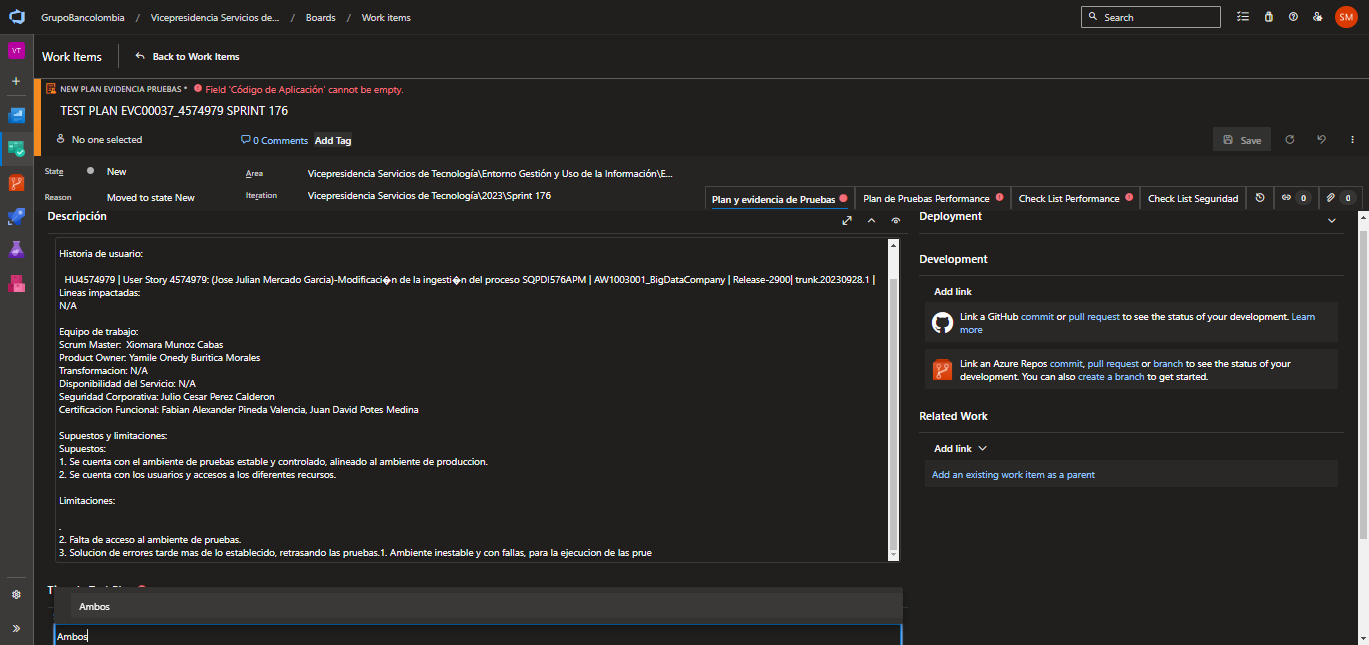 GrupoBancolombia / Vicepresidencia Servicios de... / Boards / Work items
Search
SM
VT
Work Items
Back to Work Items
NEW PLAN EVIDENCIA PRUEBAS * Field 'Código de Aplicación' cannot be empty.
TEST PLAN EVC00037_4574979 SPRINT 176
No one selected
0 Comments
Add Tag
Save
State
New
Area
Vicepresidencia Servicios de Tecnología\Entorno Gestión y Uso de la Información\E...
Reason
Moved to state New
Iteration
Vicepresidencia Servicios de Tecnología\2023\Sprint 176
Plan y evidencia de Pruebas
Plan de Pruebas Performance
Check List Performance
Check List Seguridad
0
0
Descripción
Historia de usuario:
HU4574979 | User Story 4574979: (Jose Julian Mercado Garcia)-Modificaci�n de la ingesti�n del proceso SQPDI576APM | AW1003001_BigDataCompany | Release-2900| trunk.20230928.1 |
Lineas impactadas:
N/A
Equipo de trabajo:
Scrum Master: Xiomara Munoz Cabas
Product Owner: Yamile Onedy Buritica Morales
Transformacion: N/A
Disponibilidad del Servicio: N/A
Seguridad Corporativa: Julio Cesar Perez Calderon
Certificacion Funcional: Fabian Alexander Pineda Valencia, Juan David Potes Medina
Supuestos y limitaciones:
Supuestos:
1. Se cuenta con el ambiente de pruebas estable y controlado, alineado al ambiente de produccion.
2. Se cuenta con los usuarios y accesos a los diferentes recursos.
Limitaciones:
.
2. Falta de acceso al ambiente de pruebas.
3. Solucion de errores tarde mas de lo establecido, retrasando las pruebas.1. Ambiente inestable y con fallas, para la ejecucion de las prue
Ambos
Ambos
Deployment
Development
Add link
Link a GitHub commit or pull request to see the status of your development. Learn
more
Link an Azure Repos commit, pull request or branch to see the status of your
development. You can also create a branch to get started.
Related Work
Add link
Add an existing work item as a parent